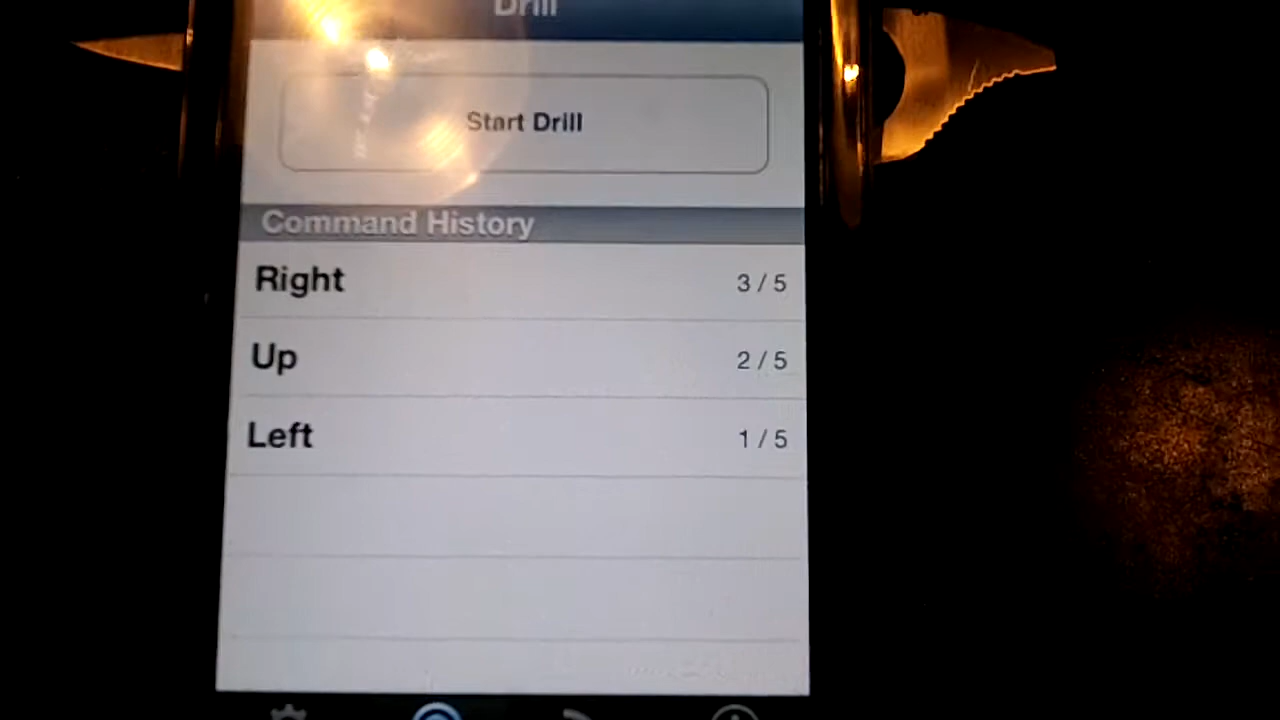 Drill
Start Drill
Command History
Right 3 / 5
Up 2 / 5
Left 1 / 5